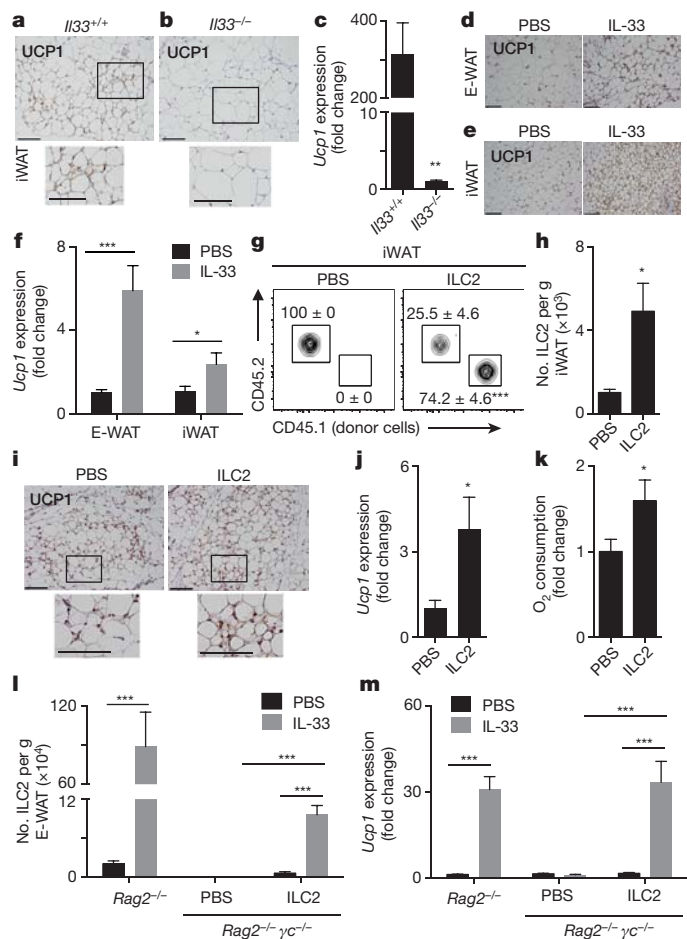 a
Il33+/+
UCP1
iWAT
b
Il33−/−
c
Ucp1 expression
(fold change)
400
200
10
0
**
Il33+/+
Il33−/−
d
PBS
IL-33
E-WAT
UCP1
e
PBS
IL-33
iWAT
UCP1
f
Ucp1 expression
(fold change)
8
4
0
***
*
PBS
IL-33
E-WAT
iWAT
g
iWAT
PBS
ILC2
100 ± 0
0 ± 0
25.5 ± 4.6
74.2 ± 4.6***
CD45.2
CD45.1 (donor cells)
h
No. ILC2 per g
iWAT (×10³)
8
4
0
*
PBS
ILC2
i
PBS
ILC2
UCP1
j
Ucp1 expression
(fold change)
6
3
0
*
PBS
ILC2
k
O₂ consumption
(fold change)
2
1
0
*
PBS
ILC2
l
No. ILC2 per g
E-WAT (×10⁴)
120
60
12
0
***
***
***
PBS
IL-33
Rag2−/−
PBS
ILC2
Rag2−/− γc−/−
m
Ucp1 expression
(fold change)
60
30
0
PBS
IL-33
***
***
***
Rag2−/−
PBS
ILC2
Rag2−/− γc−/−